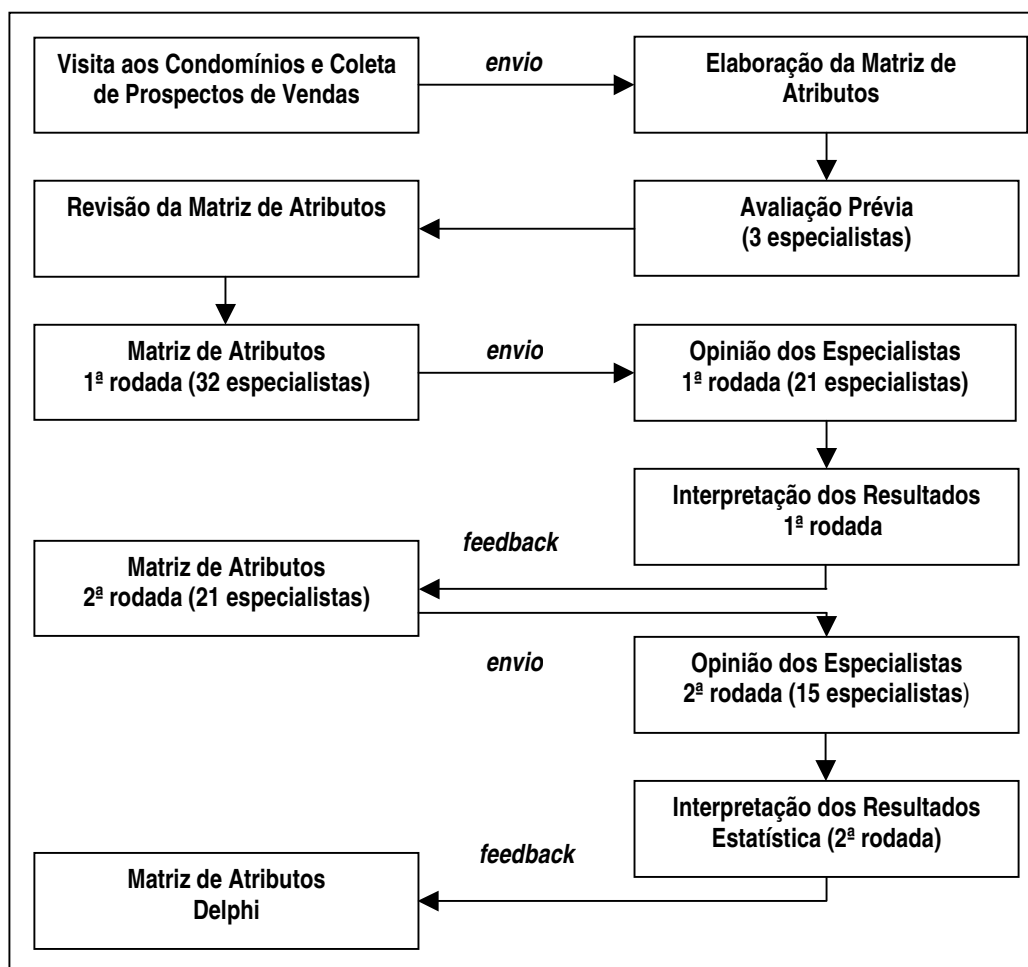 Visita aos Condomínios e Coleta
de Prospectos de Vendas
envio
Elaboração da Matriz de
Atributos
Revisão da Matriz de Atributos
Avaliação Prévia
(3 especialistas)
Matriz de Atributos
1ª rodada (32 especialistas)
envio
Opinião dos Especialistas
1ª rodada (21 especialistas)
Interpretação dos Resultados
1ª rodada
feedback
Matriz de Atributos
2ª rodada (21 especialistas)
envio
Opinião dos Especialistas
2ª rodada (15 especialistas)
Interpretação dos Resultados
Estatística (2ª rodada)
feedback
Matriz de Atributos
Delphi